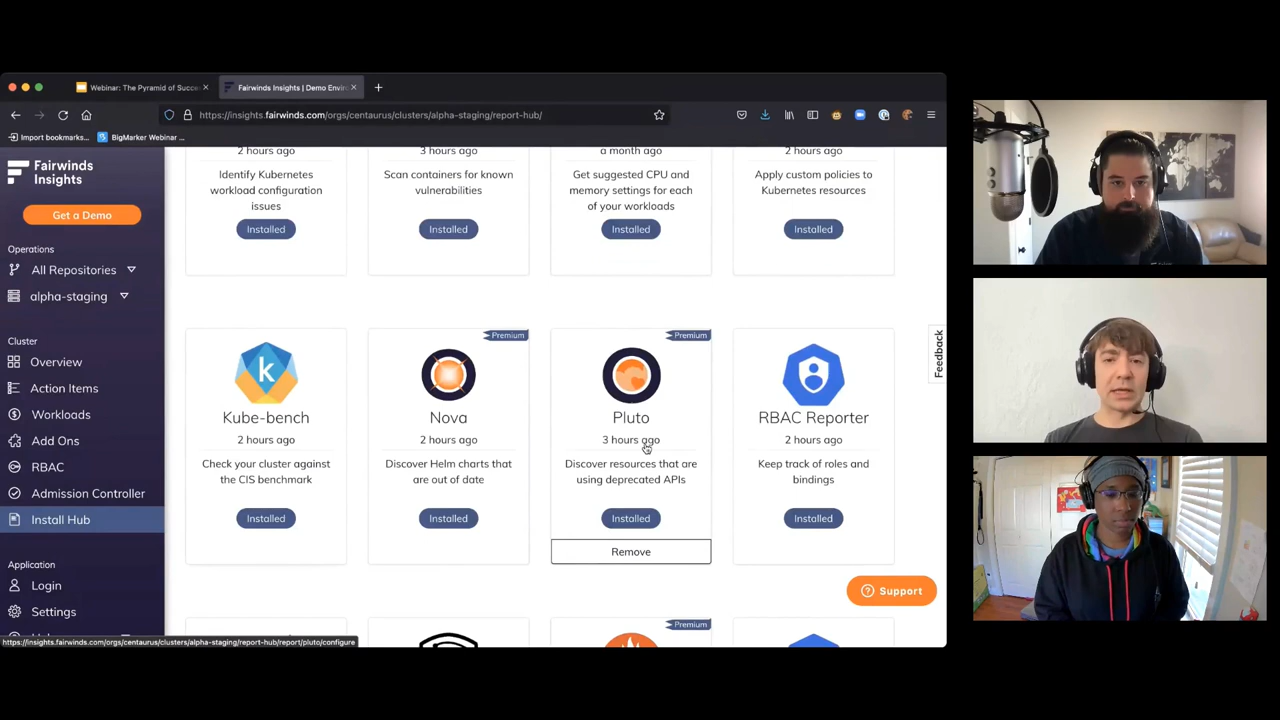 Webinar: The Pyramid of Succe
Fairwinds Insights | Demo Envir
https://insights.fairwinds.com/orgs/centaurus/clusters/alpha-staging/report-hub/
Import bookmarks...
BigMarker Webinar ...
Fairwinds
Insights
Get a Demo
Operations
All Repositories
alpha-staging
Cluster
Overview
Action Items
Workloads
Add Ons
RBAC
Admission Controller
Install Hub
Application
Login
Settings
2 hours ago
Identify Kubernetes
workload configuration
issues
Installed
3 hours ago
Scan containers for known
vulnerabilities
Installed
a month ago
Get suggested CPU and
memory settings for each
of your workloads
Installed
2 hours ago
Apply custom policies to
Kubernetes resources
Installed
k
Kube-bench
2 hours ago
Check your cluster against
the CIS benchmark
Installed
Premium
Nova
2 hours ago
Discover Helm charts that
are out of date
Installed
Premium
Pluto
3 hours ago
Discover resources that are
using deprecated APIs
Installed
Remove
RBAC Reporter
2 hours ago
Keep track of roles and
bindings
Installed
Premium
Feedback
Support
https://insights.fairwinds.com/orgs/centaurus/clusters/alpha-staging/report-hub/report/pluto/configure